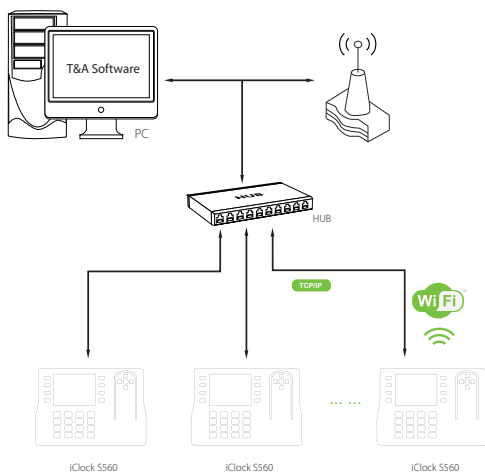 T&A Software
PC
HUB
HUB
TCP/IP
Wi Fi
... ...
iClock S560
iClock S560
iClock S560